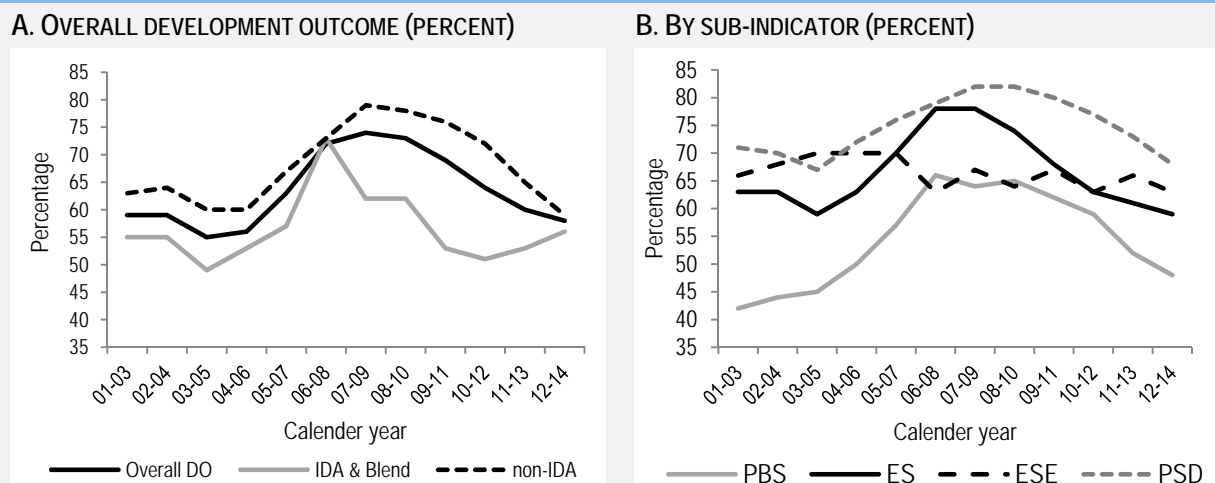 A. OVERALL DEVELOPMENT OUTCOME (PERCENT)
85
80
75
70
65
60
55
50
45
40
35
Percentage
01-03 02-04 03-05 04-06 05-07 06-08 07-09 08-10 09-11 10-12 11-13 12-14
Calender year
Overall DO IDA & Blend non-IDA
B. BY SUB-INDICATOR (PERCENT)
85
80
75
70
65
60
55
50
45
40
35
Percentage
01-03 02-04 03-05 04-06 05-07 06-08 07-09 08-10 09-11 10-12 11-13 12-14
Calender year
PBS ES ESE PSD